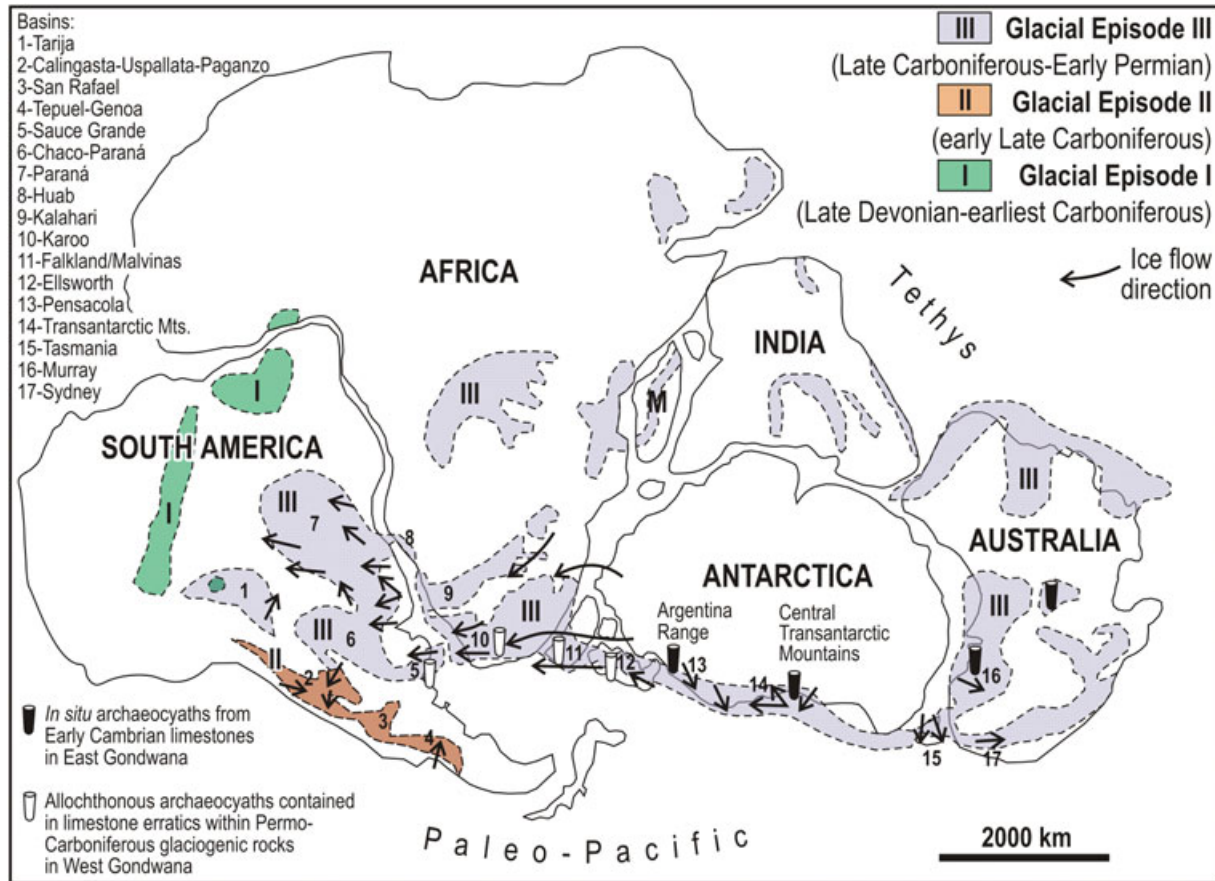 Basins:
1-Tarija
2-Calingasta-Uspallata-Paganzo
3-San Rafael
4-Tepuel-Genoa
5-Sauce Grande
6-Chaco-Paraná
7-Paraná
8-Huab
9-Kalahari
10-Karoo
11-Falkland/Malvinas
12-Ellsworth
13-Pensacola
14-Transantarctic Mts.
15-Tasmania
16-Murray
17-Sydney
III Glacial Episode III
(Late Carboniferous-Early Permian)
II Glacial Episode II
(early Late Carboniferous)
I Glacial Episode I
(Late Devonian-earliest Carboniferous)
Ice flow
direction
Tethys
AFRICA
INDIA
M
III
I
SOUTH AMERICA
I
III
7
8
III
AUSTRALIA
ANTARCTICA
1
9
III
III
6
10
5
11
12
Argentina
Range
13
Central
Transantarctic
Mountains
14
III
16
15
17
II
2
3
4
In situ archaeocyaths from
Early Cambrian limestones
in East Gondwana
Allochthonous archaeocyaths contained
in limestone erratics within Permo-
Carboniferous glaciogenic rocks
in West Gondwana
Paleo-Pacific
2000 km